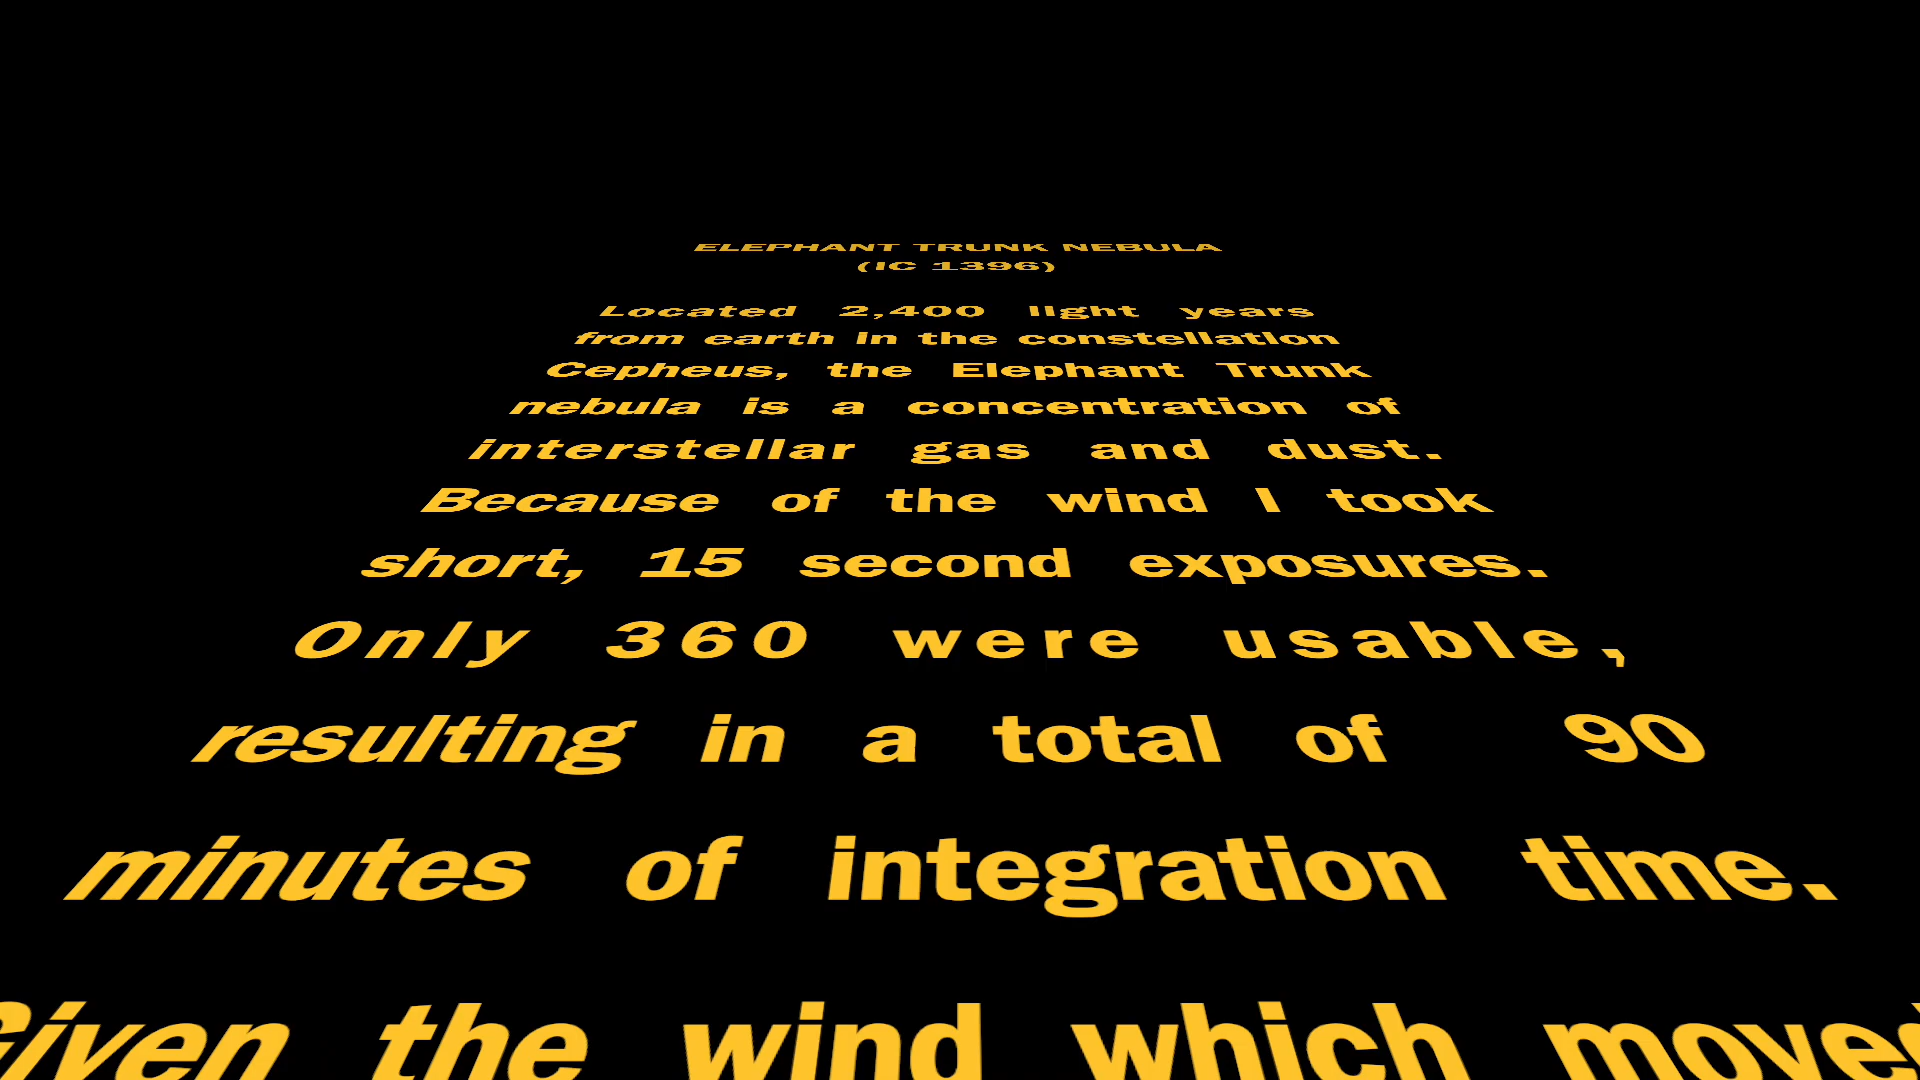 ELEPHANT TRUNK NEBULA
(IC 1396)
Located 2,400 light years
from earth in the constellation
Cepheus, the Elephant Trunk
nebula is a concentration of
interstellar gas and dust.
Because of the wind I took
short, 15 second exposures.
Only 360 were usable,
resulting in a total of 90
minutes of integration time.
Given the wind which moved